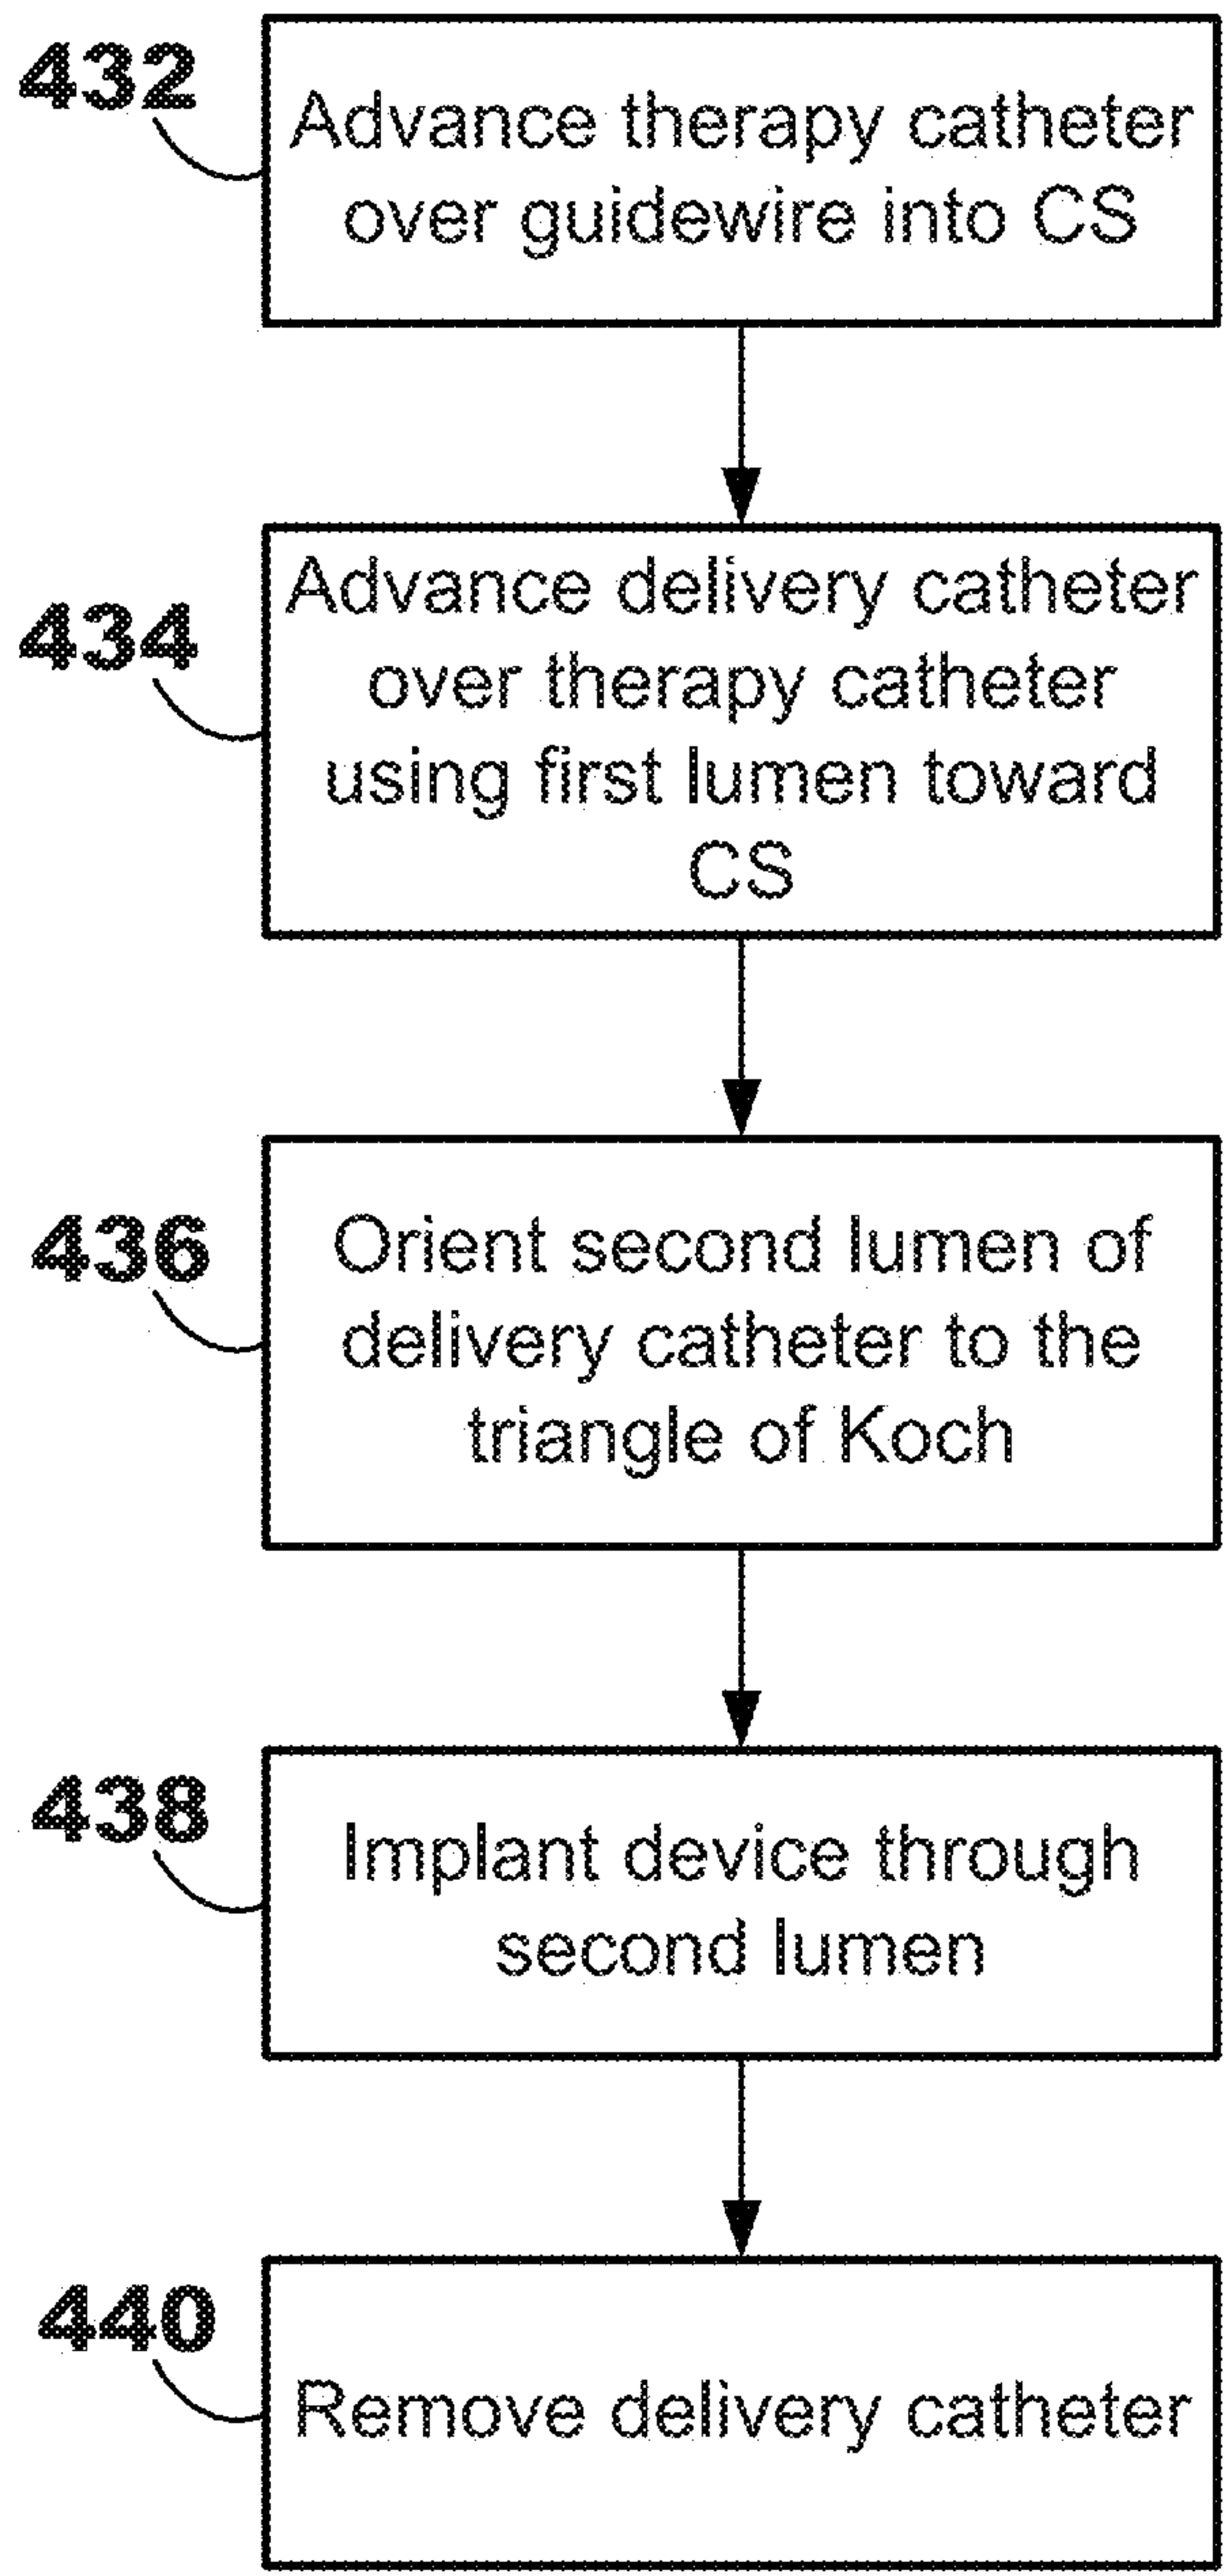 432
Advance therapy catheter
over guidewire into CS
434
Advance delivery catheter
over therapy catheter
using first lumen toward
CS
436
Orient second lumen of
delivery catheter to the
triangle of Koch
438
Implant device through
second lumen
440
Remove delivery catheter